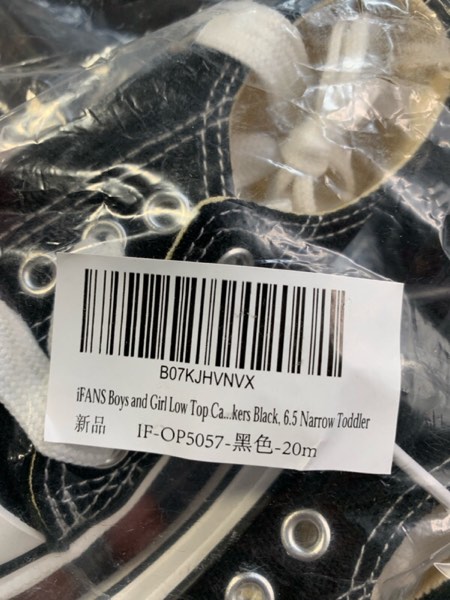 B07KJHVNVX
iFANS Boys and Girl Low Top Ca...kers Black, 6.5 Narrow Toddler
新品
IF-OP5057-黑色-20m